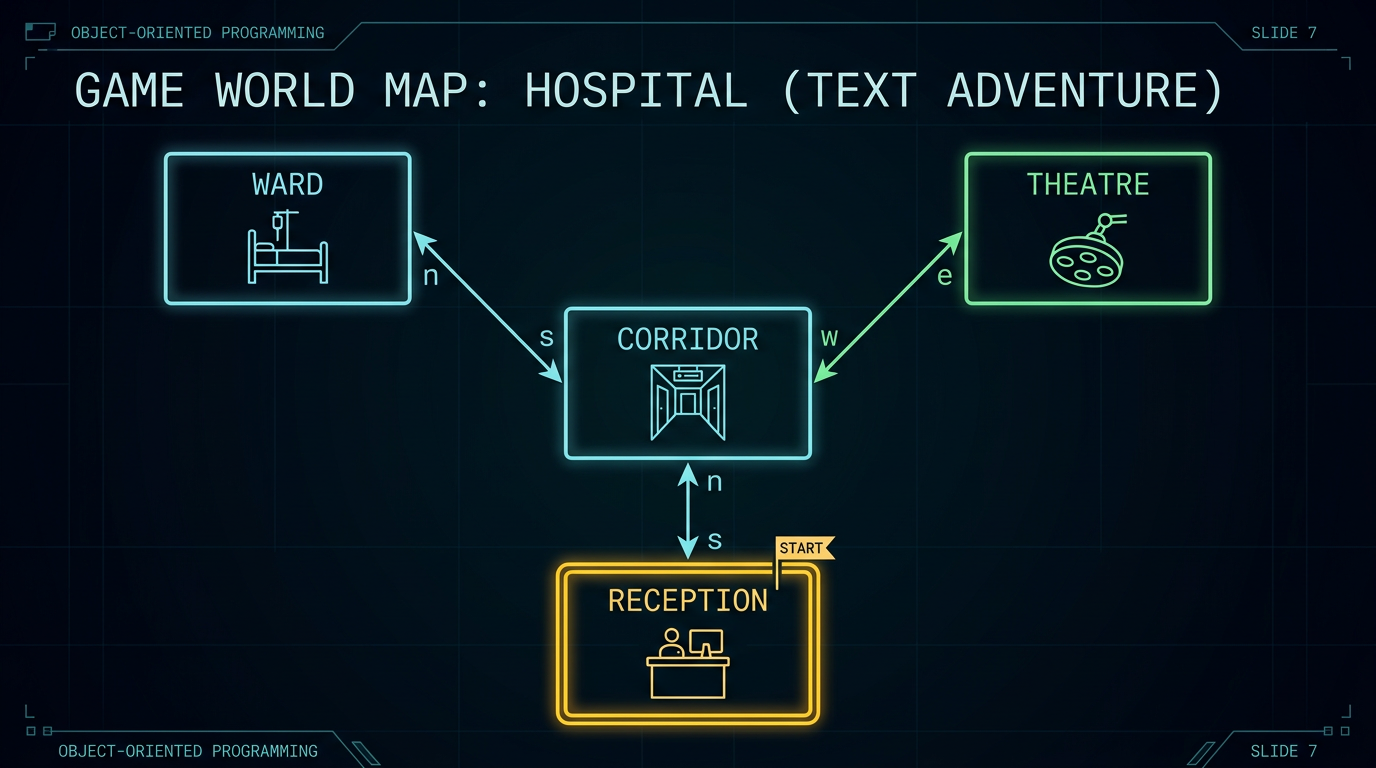 OBJECT-ORIENTED PROGRAMMING
SLIDE 7
GAME WORLD MAP: HOSPITAL (TEXT ADVENTURE)
WARD
THEATRE
n
e
s
w
CORRIDOR
n
s
START
RECEPTION
OBJECT-ORIENTED PROGRAMMING
SLIDE 7